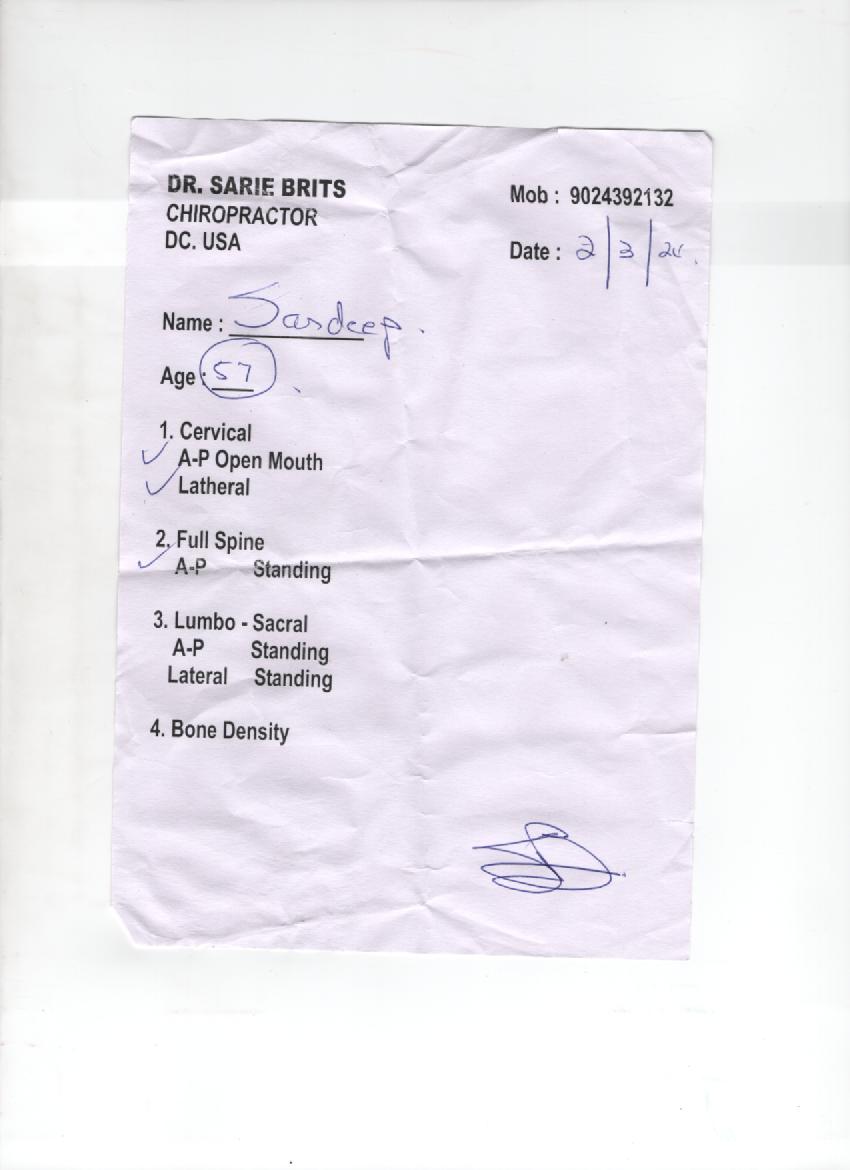 DR. SARIE BRITS
CHIROPRACTOR
DC. USA
Mob : 9024392132
Date : 2/3/24
Name : Sandeep.
Age : 57
1. Cervical
A-P Open Mouth
Latheral
2. Full Spine
A-P Standing
3. Lumbo - Sacral
A-P Standing
Lateral Standing
4. Bone Density